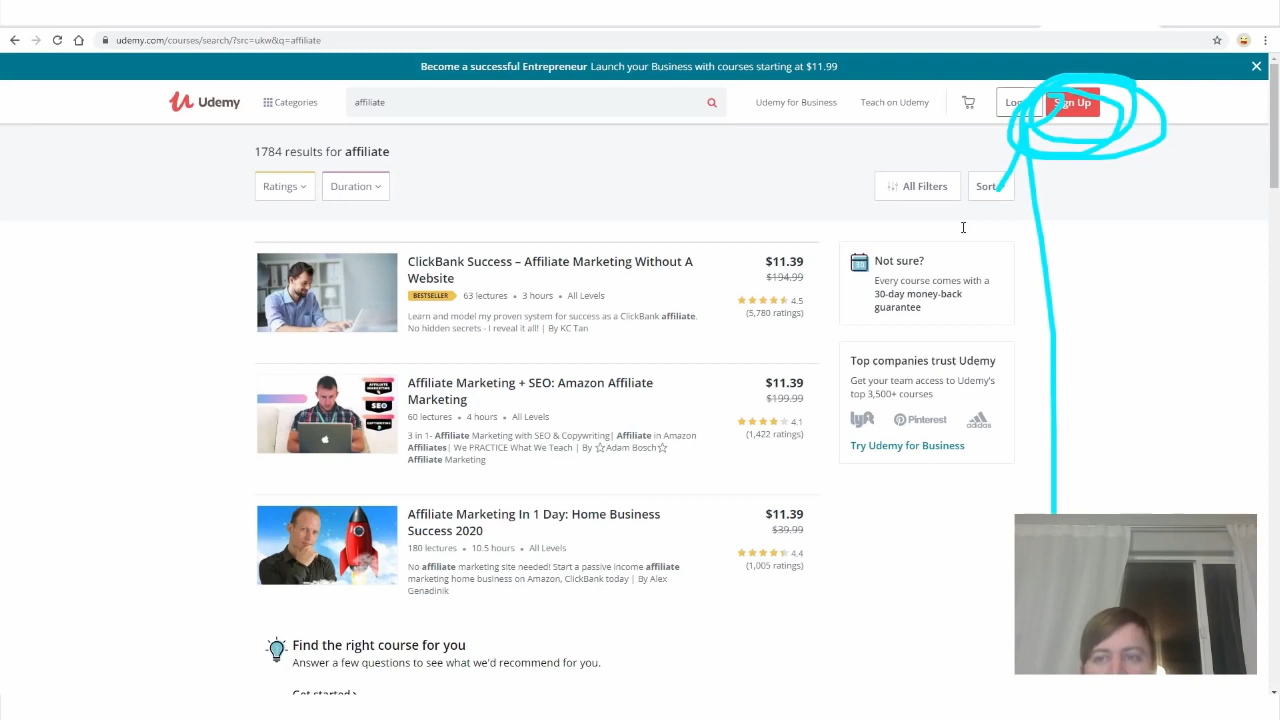 udemy.com/courses/search/?src=ukw&q=affiliate
Become a successful Entrepreneur Launch your Business with courses starting at $11.99
Udemy
Categories
affiliate
Udemy for Business
Teach on Udemy
Sign Up
1784 results for affiliate
Ratings
Duration
All Filters
Sort
ClickBank Success – Affiliate Marketing Without A
Website
BESTSELLER 63 lectures • 3 hours • All Levels
Learn and model my proven system for success as a ClickBank affiliate.
No hidden secrets - I reveal it all! | By KC Tan
$11.39
$194.99
4.5
(5,780 ratings)
Affiliate Marketing + SEO: Amazon Affiliate
Marketing
60 lectures • 4 hours • All Levels
3 in 1- Affiliate Marketing with SEO & Copywriting| Affiliate in Amazon
Affiliates| We PRACTICE What We Teach | By ☆Adam Bosch☆
Affiliate Marketing
$11.39
$199.99
4.1
(1,422 ratings)
AFFILIATE
MARKETING
SEO
COPYWRITING
Affiliate Marketing In 1 Day: Home Business
Success 2020
180 lectures • 10.5 hours • All Levels
No affiliate marketing site needed! Start a passive income affiliate
marketing home business on Amazon, ClickBank today | By Alex
Genadinik
$11.39
$39.99
4.4
(1,005 ratings)
Find the right course for you
Answer a few questions to see what we'd recommend for you.
Get started
Not sure?
Every course comes with a
30-day money-back
guarantee
30
Top companies trust Udemy
Get your team access to Udemy's
top 3,500+ courses
lyft
Pinterest
adidas
Try Udemy for Business